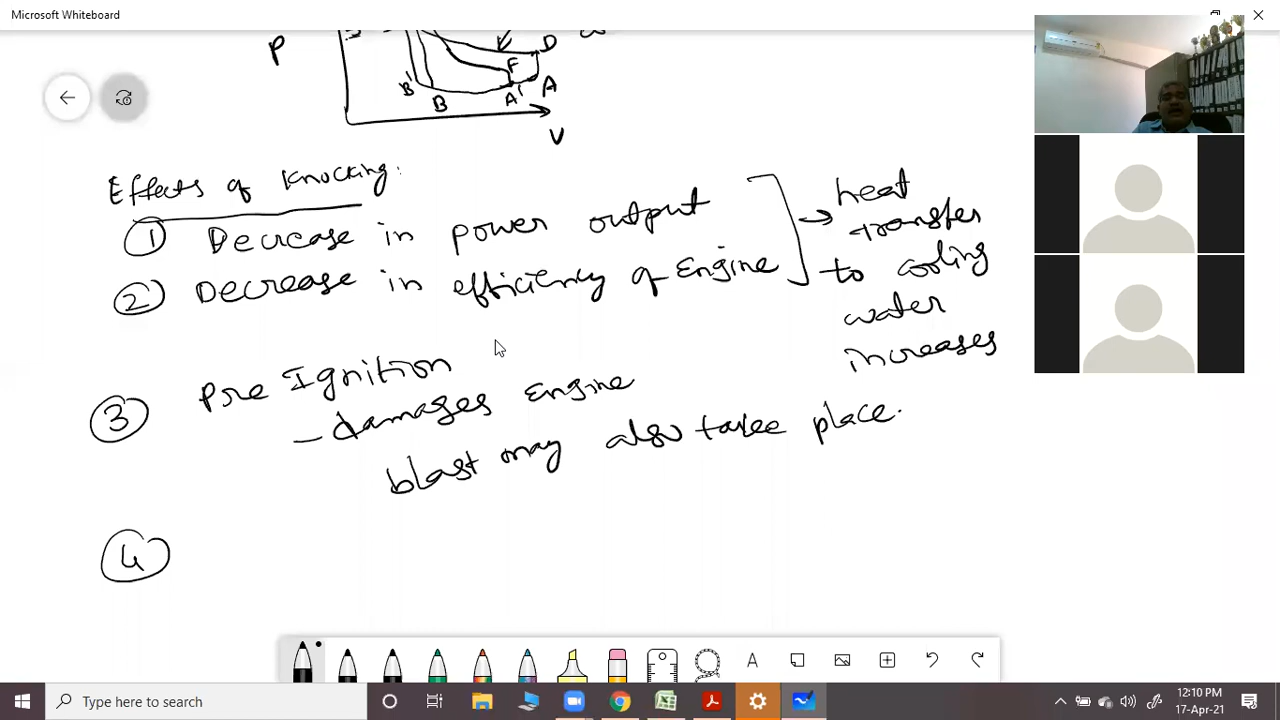 Microsoft Whiteboard
P
D
F
B'
B
A'
A
V
Effects of Knocking:
1 Decrease in power output
2 Decrease in efficiency of Engine
→ heat
transfer
to cooling
water
increases
3 Pre Ignition
- damages Engine
blast may also takee place.
4
A
Type here to search
12:10 PM
17-Apr-21